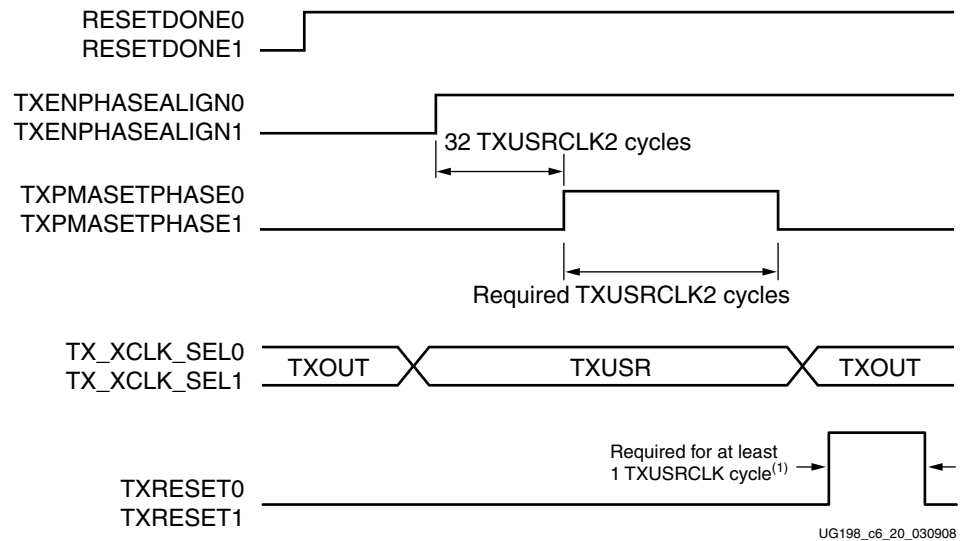 RESETDONE0
RESETDONE1
TXENPHASEALIGN0
TXENPHASEALIGN1
32 TXUSRCLK2 cycles
TXPMASETPHASE0
TXPMASETPHASE1
Required TXUSRCLK2 cycles
TX_XCLK_SEL0
TX_XCLK_SEL1
TXOUT
TXUSR
TXOUT
Required for at least
1 TXUSRCLK cycle(1)
TXRESET0
TXRESET1
UG198_c6_20_030908